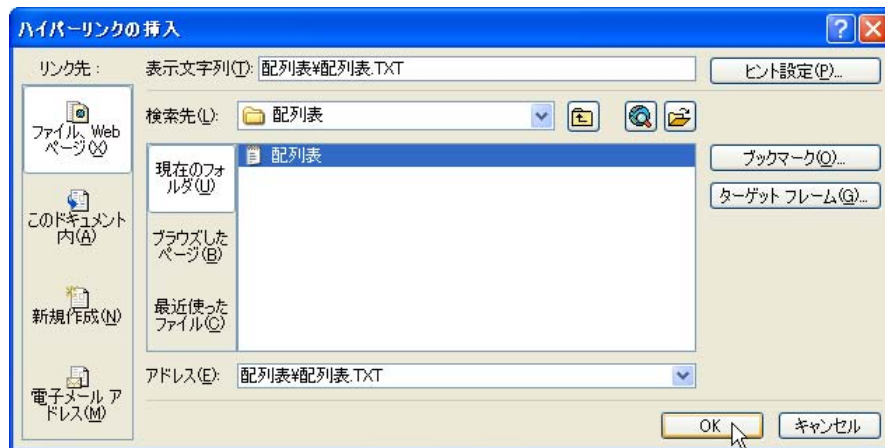 ハイパーリンクの挿入
リンク先：
表示文字列(T): 配列表¥配列表.TXT
ヒント設定(P)...
ファイル、Web
ページ(X)
検索先(L): 配列表
現在のフォ
ルダ(U)
配列表
ブックマーク(O)...
ターゲット フレーム(G)...
このドキュメント
内(A)
ブラウズした
ページ(B)
新規作成(N)
最近使った
ファイル(C)
アドレス(E): 配列表¥配列表.TXT
電子メール ア
ドレス(M)
OK
キャンセル